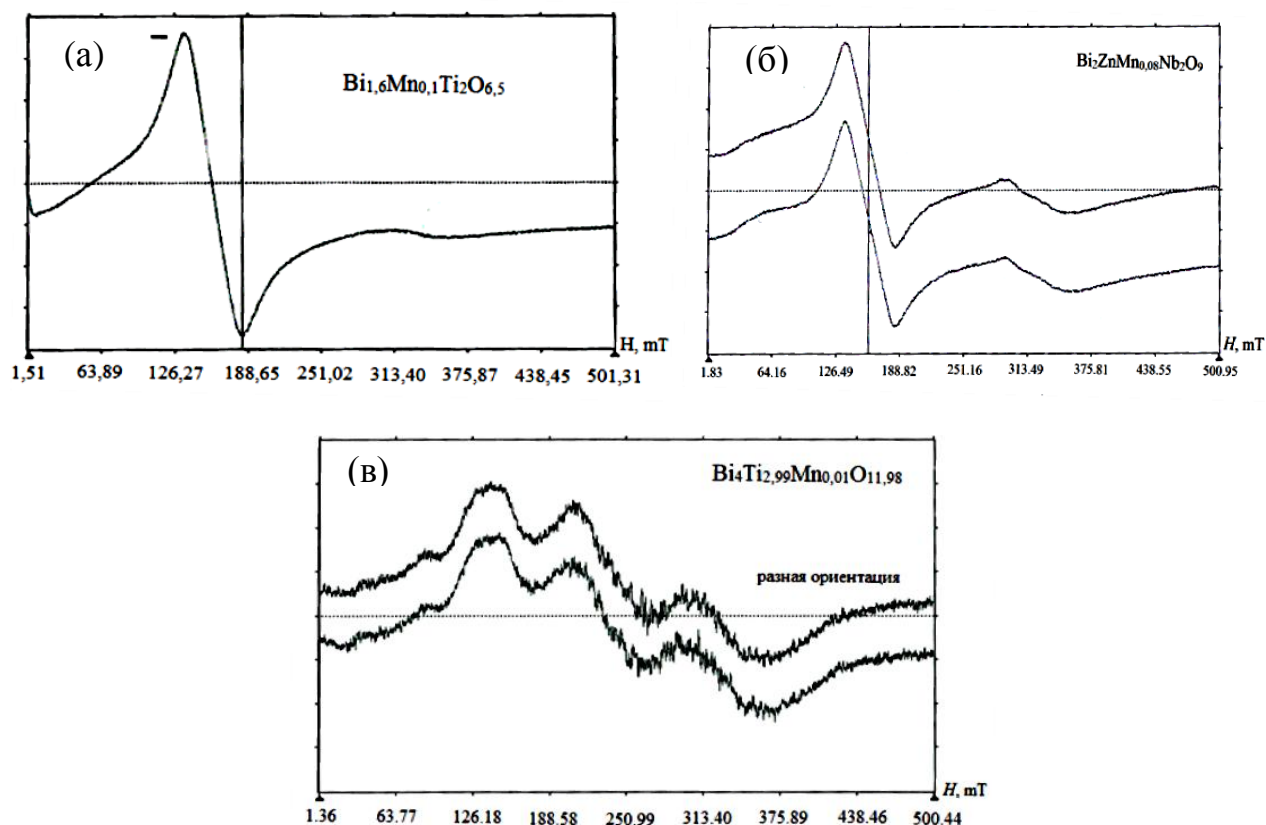 (а)
Bi1,6Mn0,1Ti2O6,5
H, mT
1,51 63,89 126,27 188,65 251,02 313,40 375,87 438,45 501,31
(б)
Bi2ZnMn0,08Nb2O9
H, mT
1.83 64.16 126.49 188.82 251.16 313.49 375.81 438.55 500.95
(в)
Bi4Ti2,99Mn0,01O11,98
разная ориентация
H, mT
1.36 63.77 126.18 188.58 250.99 313.40 375.89 438.46 500.44